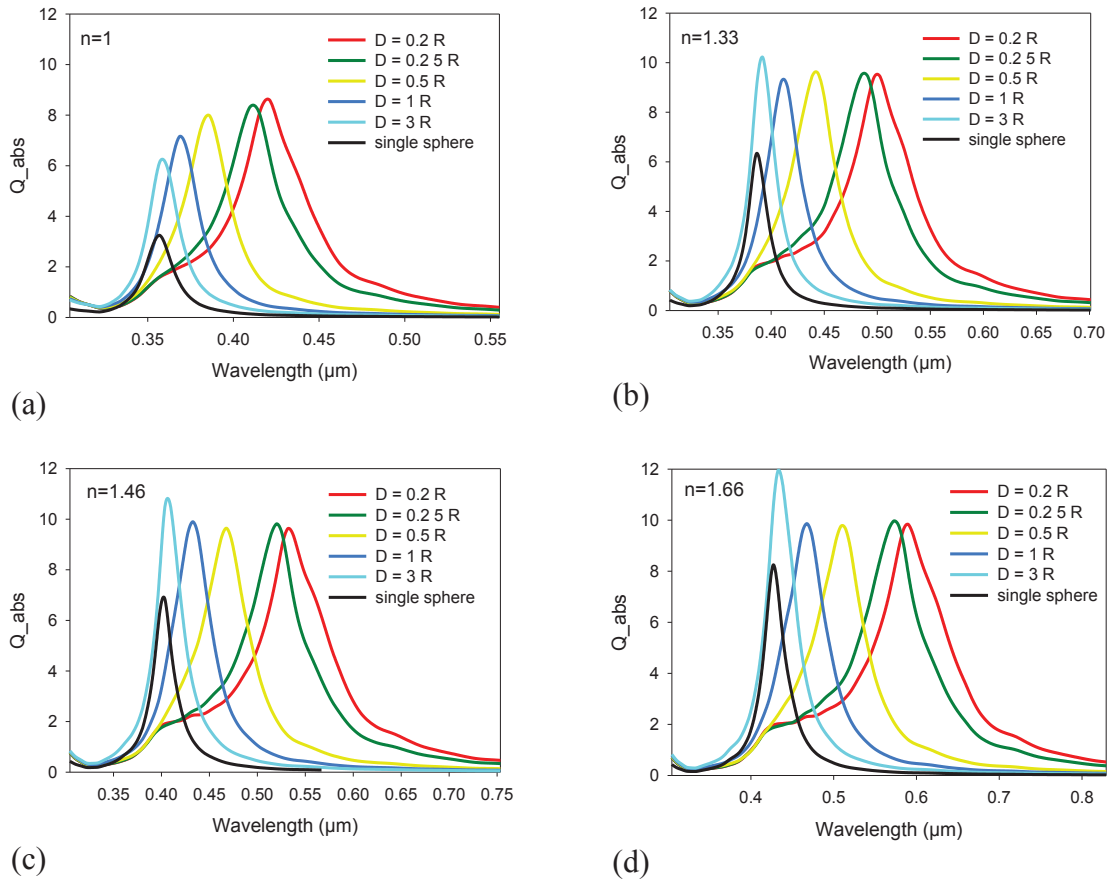 n=1
D = 0.2 R
D = 0.2 5 R
D = 0.5 R
D = 1 R
D = 3 R
single sphere
Q_abs
12
10
8
6
4
2
0
0.35 0.40 0.45 0.50 0.55
Wavelength (µm)
(a)
n=1.33
D = 0.2 R
D = 0.2 5 R
D = 0.5 R
D = 1 R
D = 3 R
single sphere
Q_abs
12
10
8
6
4
2
0
0.35 0.40 0.45 0.50 0.55 0.60 0.65 0.70
Wavelength (µm)
(b)
n=1.46
D = 0.2 R
D = 0.2 5 R
D = 0.5 R
D = 1 R
D = 3 R
single sphere
Q_abs
12
10
8
6
4
2
0
0.35 0.40 0.45 0.50 0.55 0.60 0.65 0.70 0.75
Wavelength (µm)
(c)
n=1.66
D = 0.2 R
D = 0.2 5 R
D = 0.5 R
D = 1 R
D = 3 R
single sphere
Q_abs
12
10
8
6
4
2
0
0.4 0.5 0.6 0.7 0.8
Wavelength (µm)
(d)